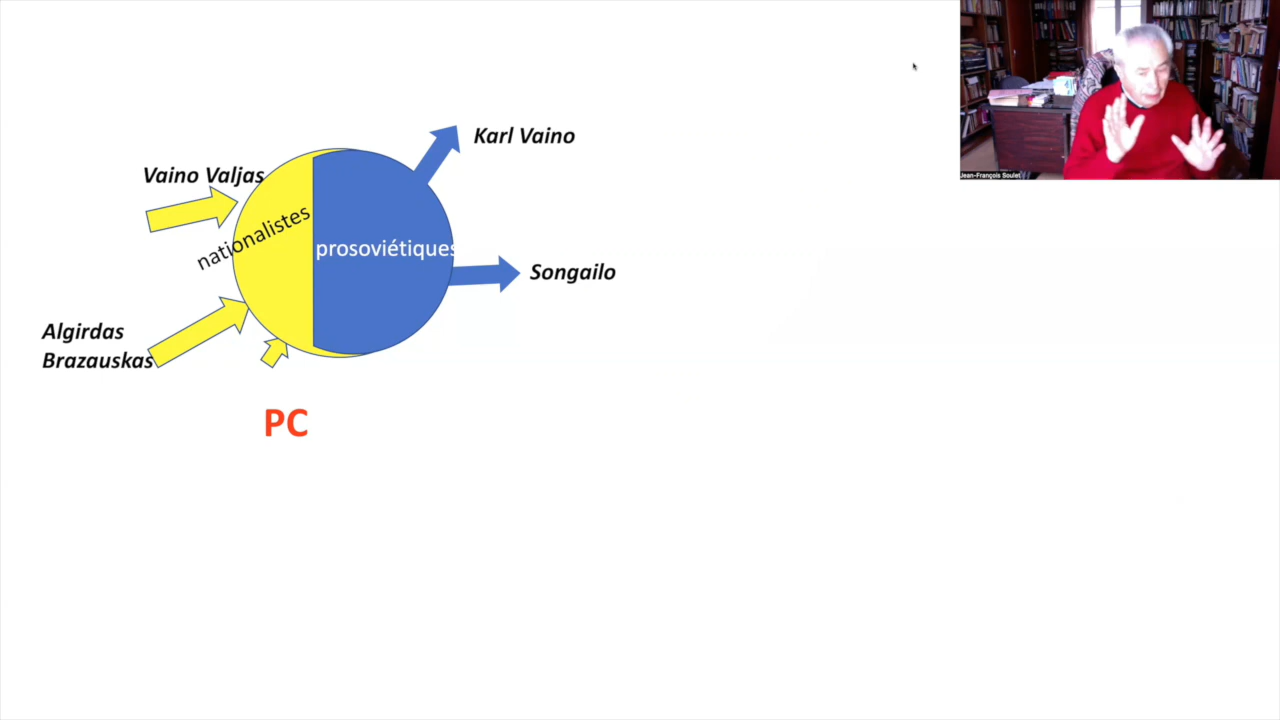 Karl Vaino
Vaino Valjas
nationalistes
prosoviétiques
Songailo
Algirdas
Brazauskas
PC
Jean-François Soulet